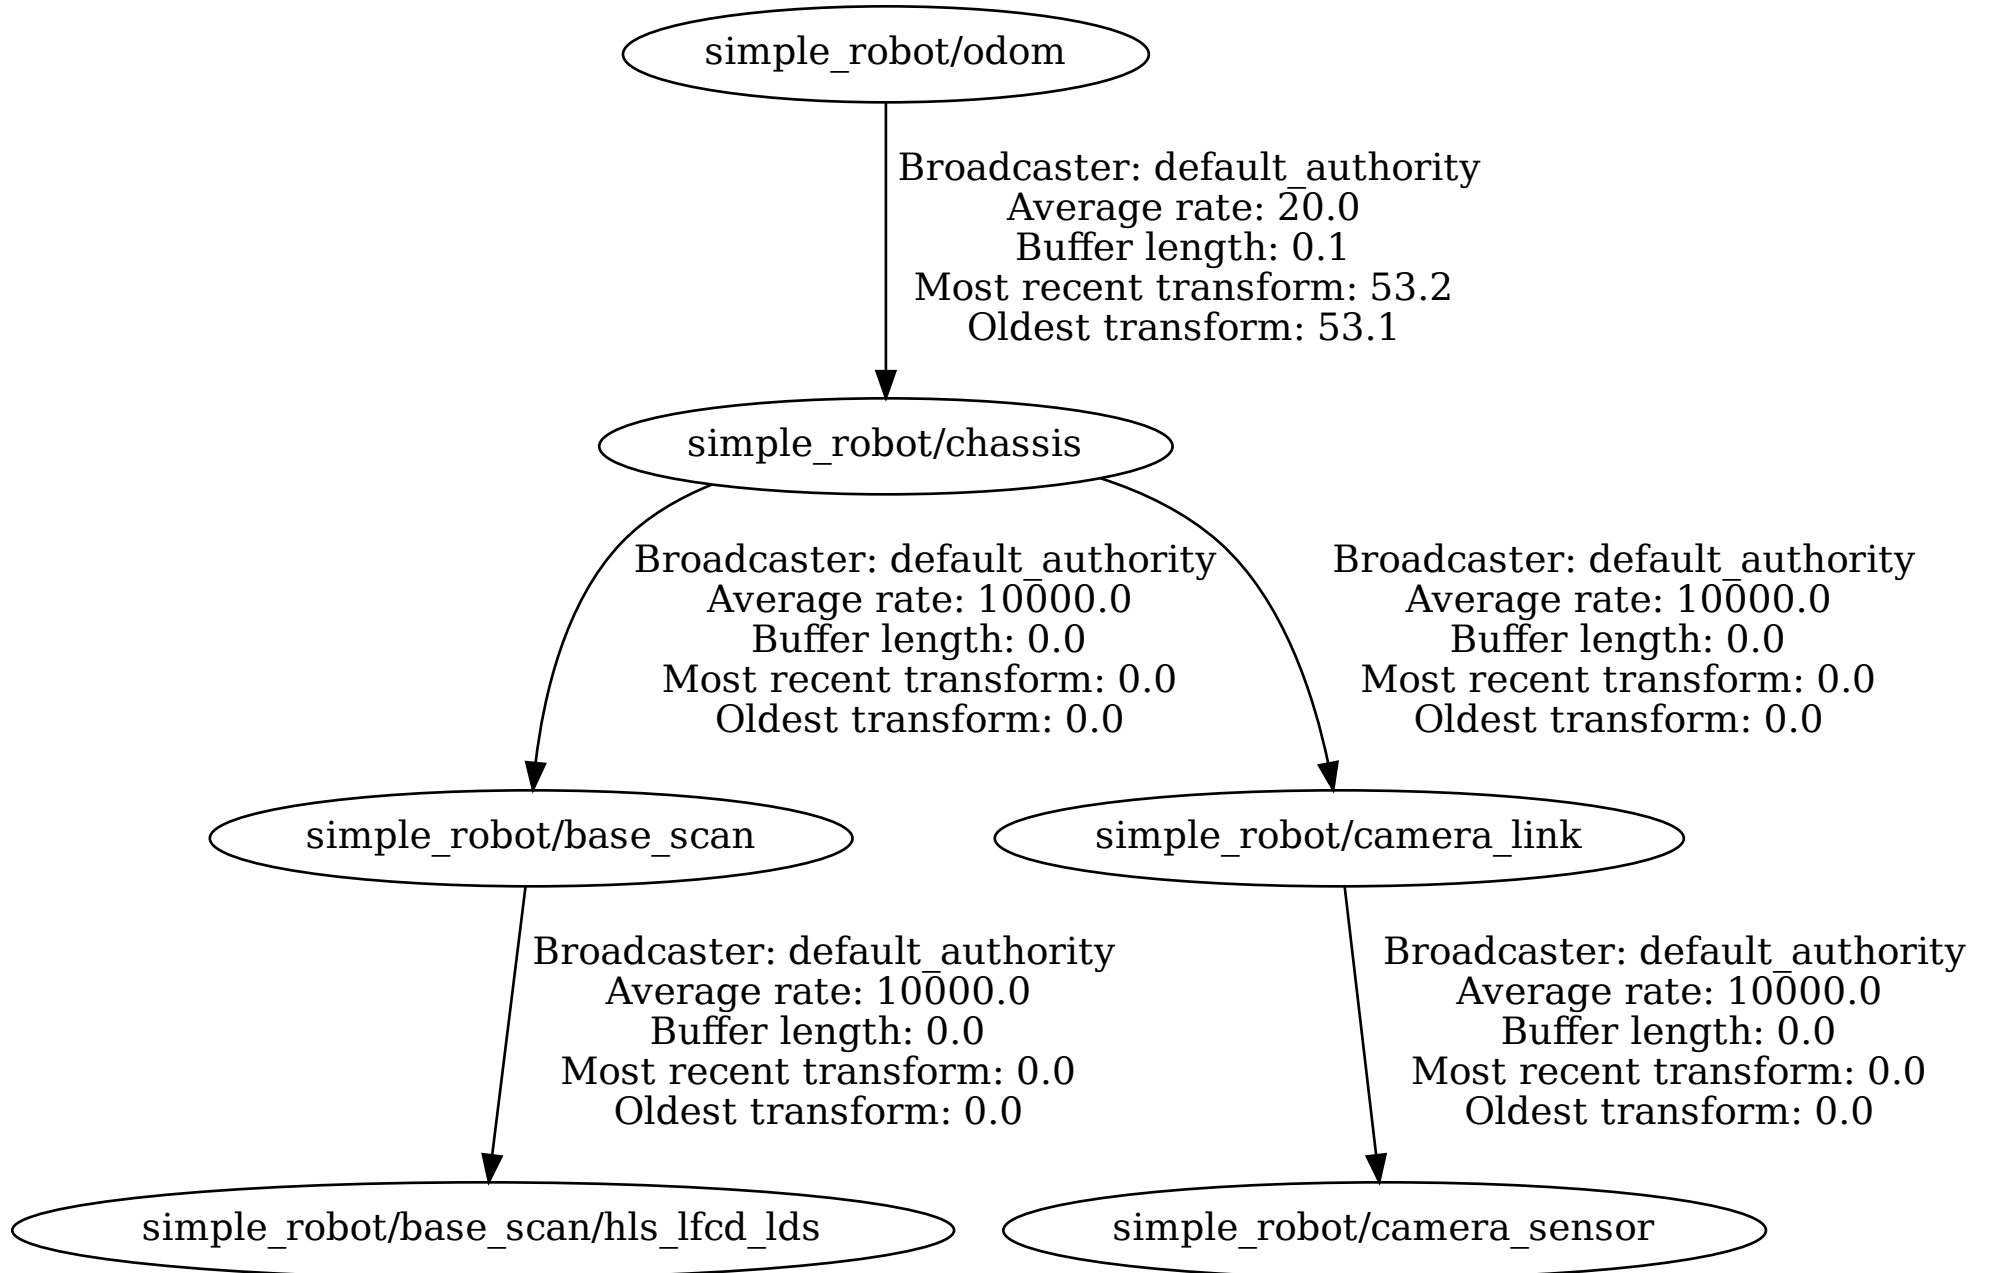 simple_robot/odom
Broadcaster: default_authority
Average rate: 20.0
Buffer length: 0.1
Most recent transform: 53.2
Oldest transform: 53.1
simple_robot/chassis
Broadcaster: default_authority
Average rate: 10000.0
Buffer length: 0.0
Most recent transform: 0.0
Oldest transform: 0.0
Broadcaster: default_authority
Average rate: 10000.0
Buffer length: 0.0
Most recent transform: 0.0
Oldest transform: 0.0
simple_robot/base_scan
simple_robot/camera_link
Broadcaster: default_authority
Average rate: 10000.0
Buffer length: 0.0
Most recent transform: 0.0
Oldest transform: 0.0
Broadcaster: default_authority
Average rate: 10000.0
Buffer length: 0.0
Most recent transform: 0.0
Oldest transform: 0.0
simple_robot/base_scan/hls_lfcd_lds
simple_robot/camera_sensor